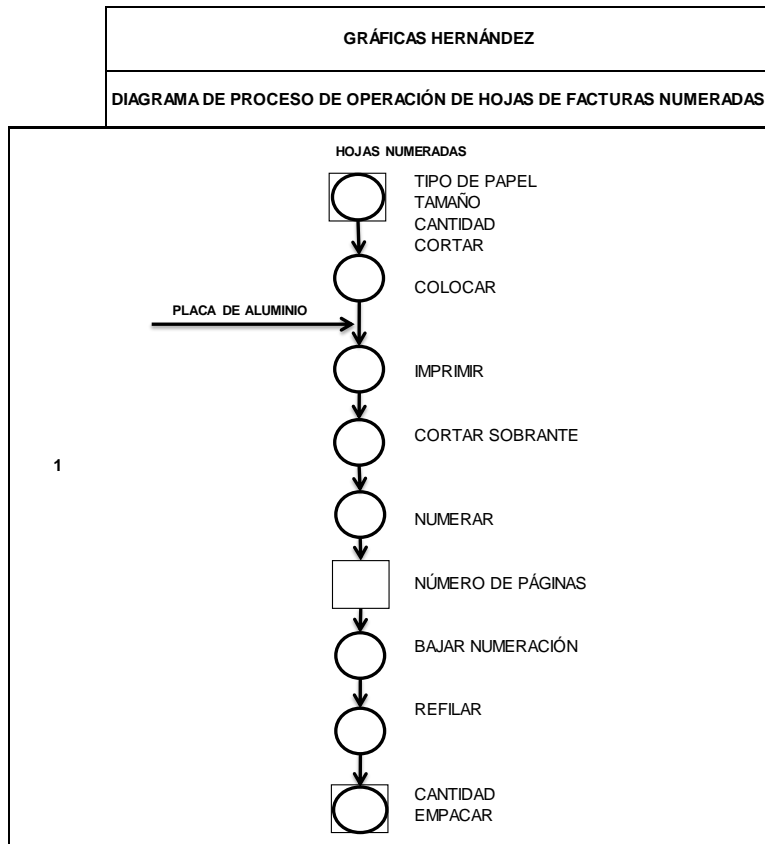 GRÁFICAS HERNÁNDEZ
DIAGRAMA DE PROCESO DE OPERACIÓN DE HOJAS DE FACTURAS NUMERADAS
HOJAS NUMERADAS
TIPO DE PAPEL
TAMAÑO
CANTIDAD
CORTAR
COLOCAR
PLACA DE ALUMINIO
IMPRIMIR
CORTAR SOBRANTE
1
NUMERAR
NÚMERO DE PÁGINAS
BAJAR NUMERACIÓN
REFILAR
CANTIDAD
EMPACAR